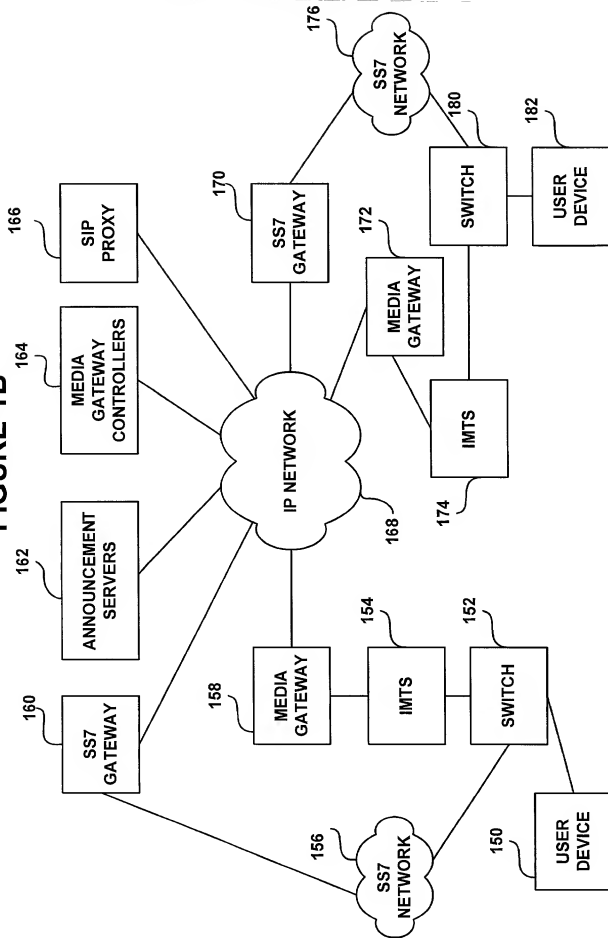 FIGURE 1B
160
SS7
GATEWAY
162
ANNOUNCEMENT
SERVERS
164
MEDIA
GATEWAY
CONTROLLERS
166
SIP
PROXY
IP NETWORK
168
170
SS7
GATEWAY
176
SS7
NETWORK
158
MEDIA
GATEWAY
172
MEDIA
GATEWAY
156
SS7
NETWORK
154
IMTS
174
IMTS
180
SWITCH
152
SWITCH
150
USER
DEVICE
182
USER
DEVICE